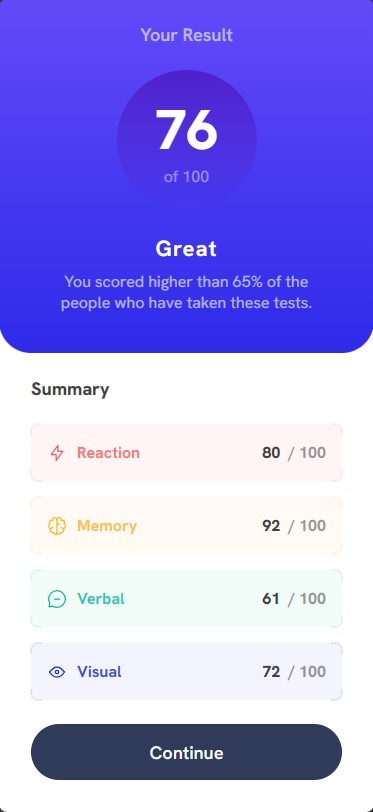 Your Result
76
of 100
Great
You scored higher than 65% of the
people who have taken these tests.
Summary
Reaction 80 / 100
Memory 92 / 100
Verbal 61 / 100
Visual 72 / 100
Continue